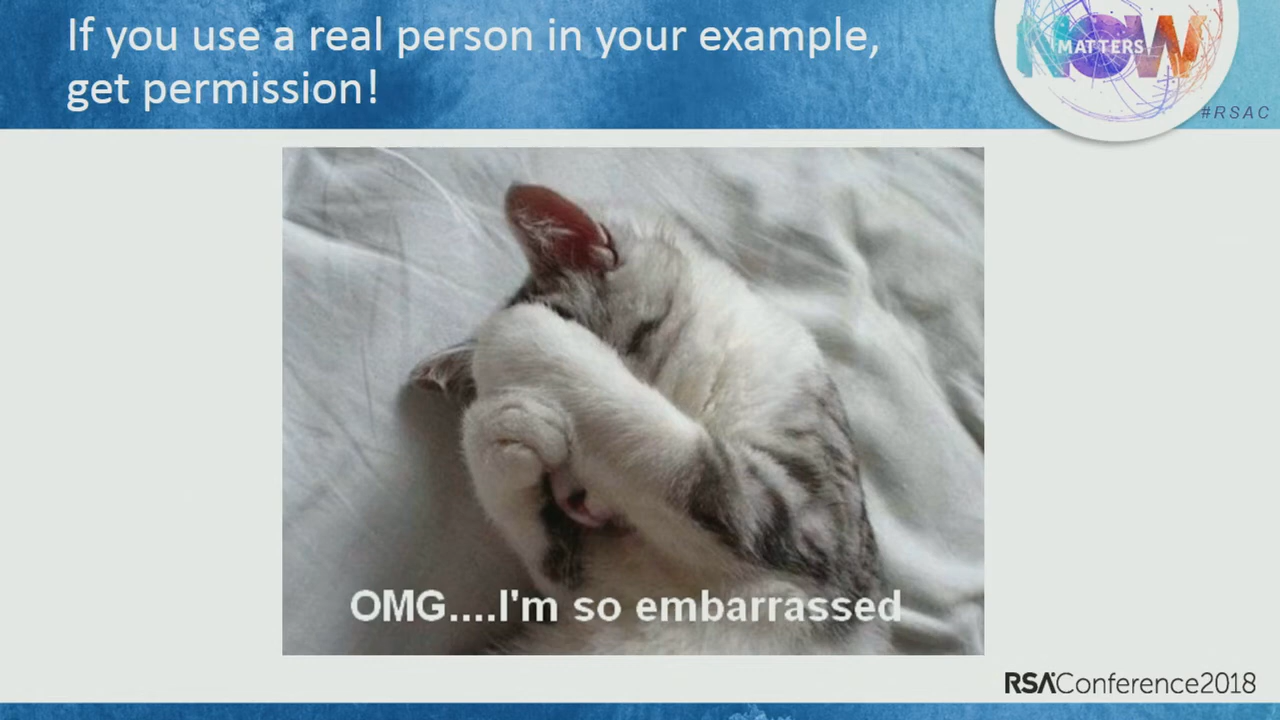 If you use a real person in your example,
get permission!
NOW
MATTERS
#RSAC
OMG....I'm so embarrassed
RSAConference2018